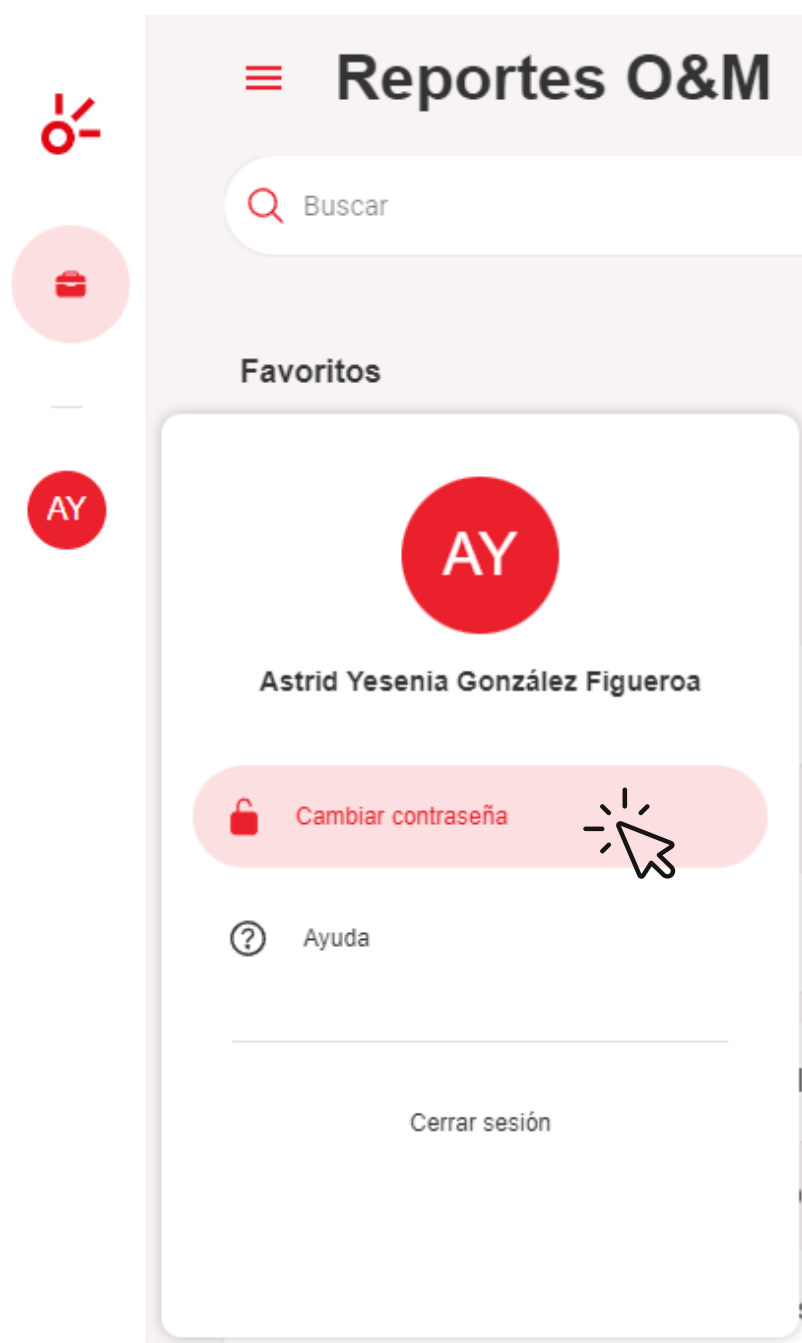 Reportes O&M
Buscar
Favoritos
AY
AY
Astrid Yesenia González Figueroa
Cambiar contraseña
Ayuda
Cerrar sesión